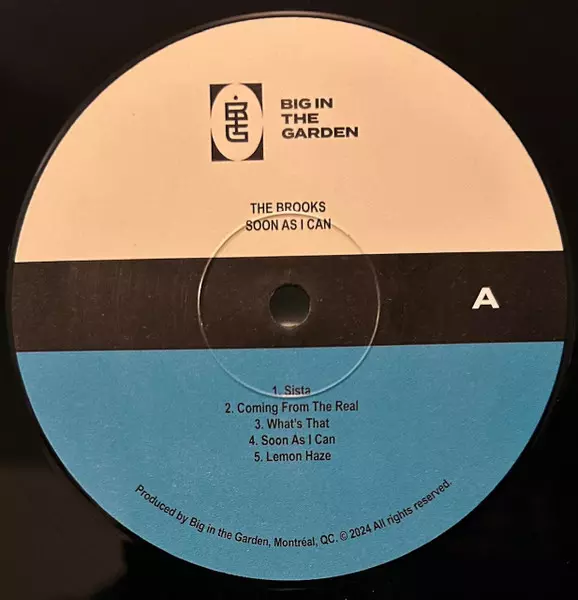 BIG
BIG IN
THE
GARDEN
THE BROOKS
SOON AS I CAN
A
1. Sista
2. Coming From The Real
3. What's That
4. Soon As I Can
5. Lemon Haze
Produced by Big in the Garden, Montréal, QC. © 2024 All rights reserved.